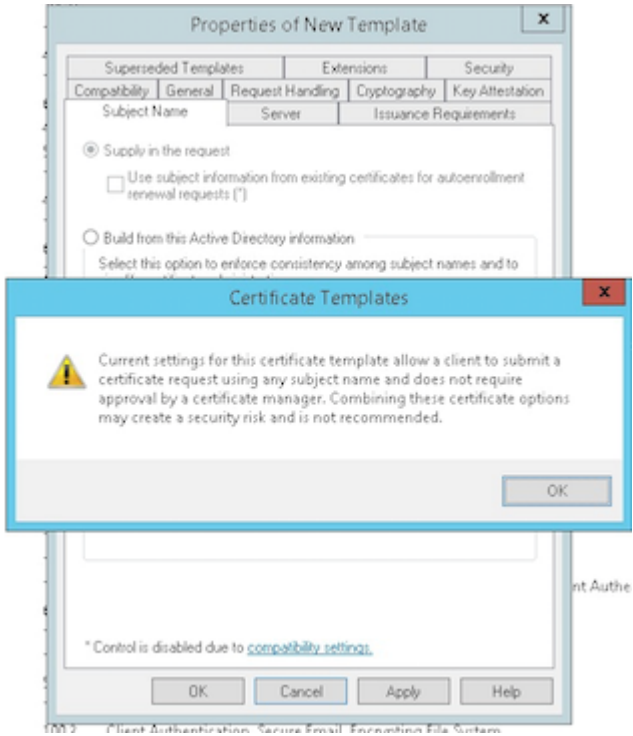 Properties of New Template
x
Superseded Templates Extensions Security
Compatibility General Request Handling Cryptography Key Attestation
Subject Name Server Issuance Requirements
Supply in the request
Use subject information from existing certificates for autoenrollment
renewal requests (*)
Build from this Active Directory information
Select this option to enforce consistency among subject names and to
Certificate Templates
x
Current settings for this certificate template allow a client to submit a
certificate request using any subject name and does not require
approval by a certificate manager. Combining these certificate options
may create a security risk and is not recommended.
OK
nt Authe
* Control is disabled due to compatibility settings.
OK Cancel Apply Help
100.3 Client Authentication, Secure Email, Encrypting File System